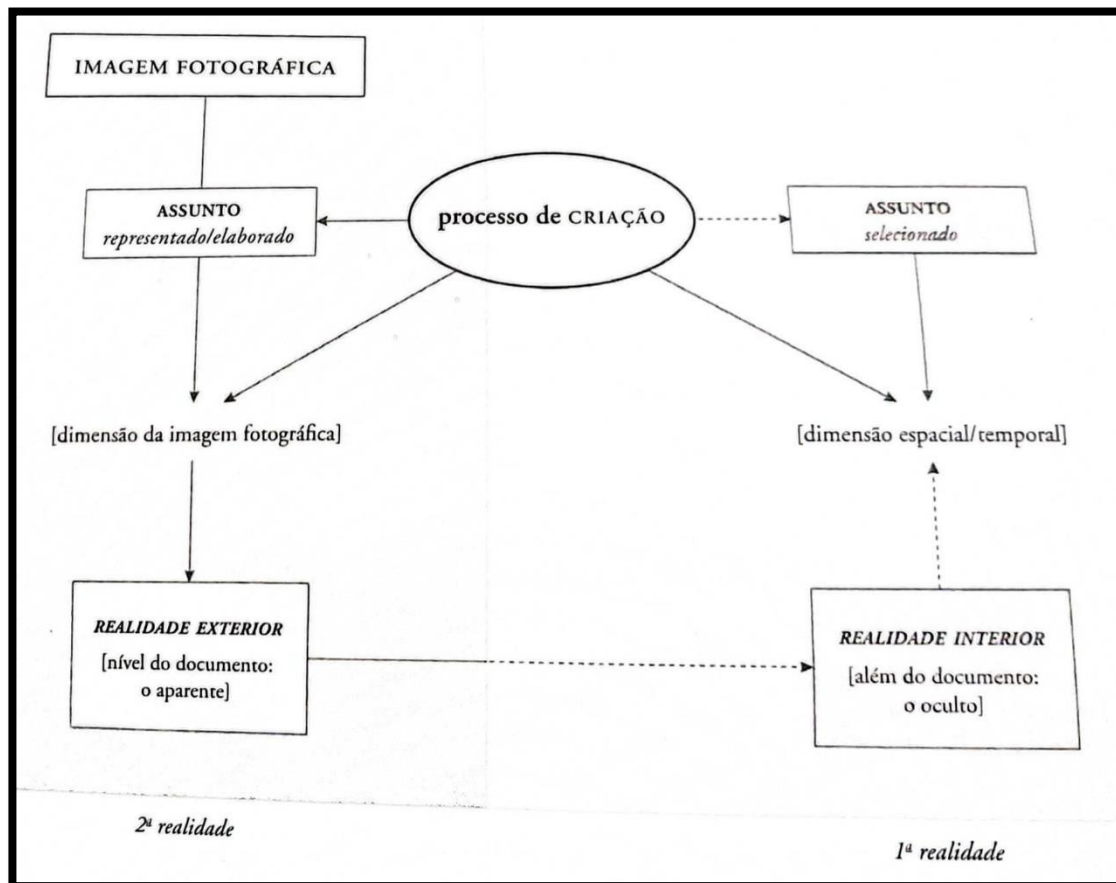 IMAGEM FOTOGRÁFICA
ASSUNTO
representado/elaborado
processo de CRIAÇÃO
ASSUNTO
selecionado
[dimensão da imagem fotográfica]
[dimensão espacial/temporal]
REALIDADE EXTERIOR
[nível do documento:
o aparente]
REALIDADE INTERIOR
[além do documento:
o oculto]
2ª realidade
1ª realidade